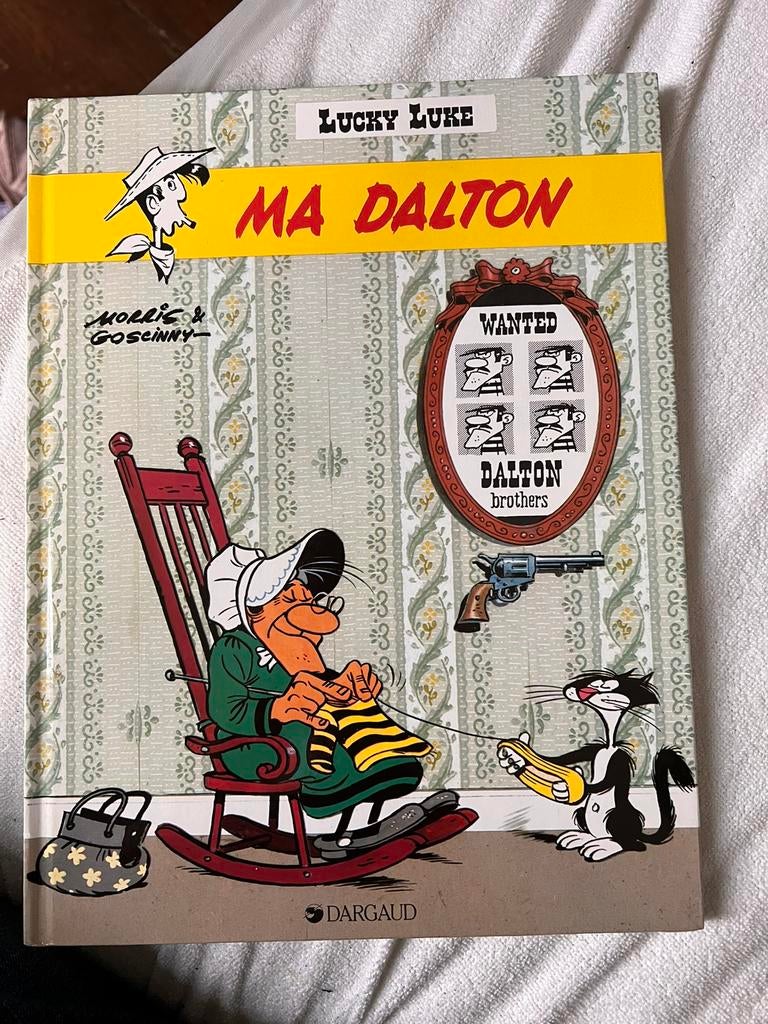 LUCKY LUKE
MA DALTON
MORRIS &
GOSCINNY
WANTED
DALTON
brothers
DARGAUD